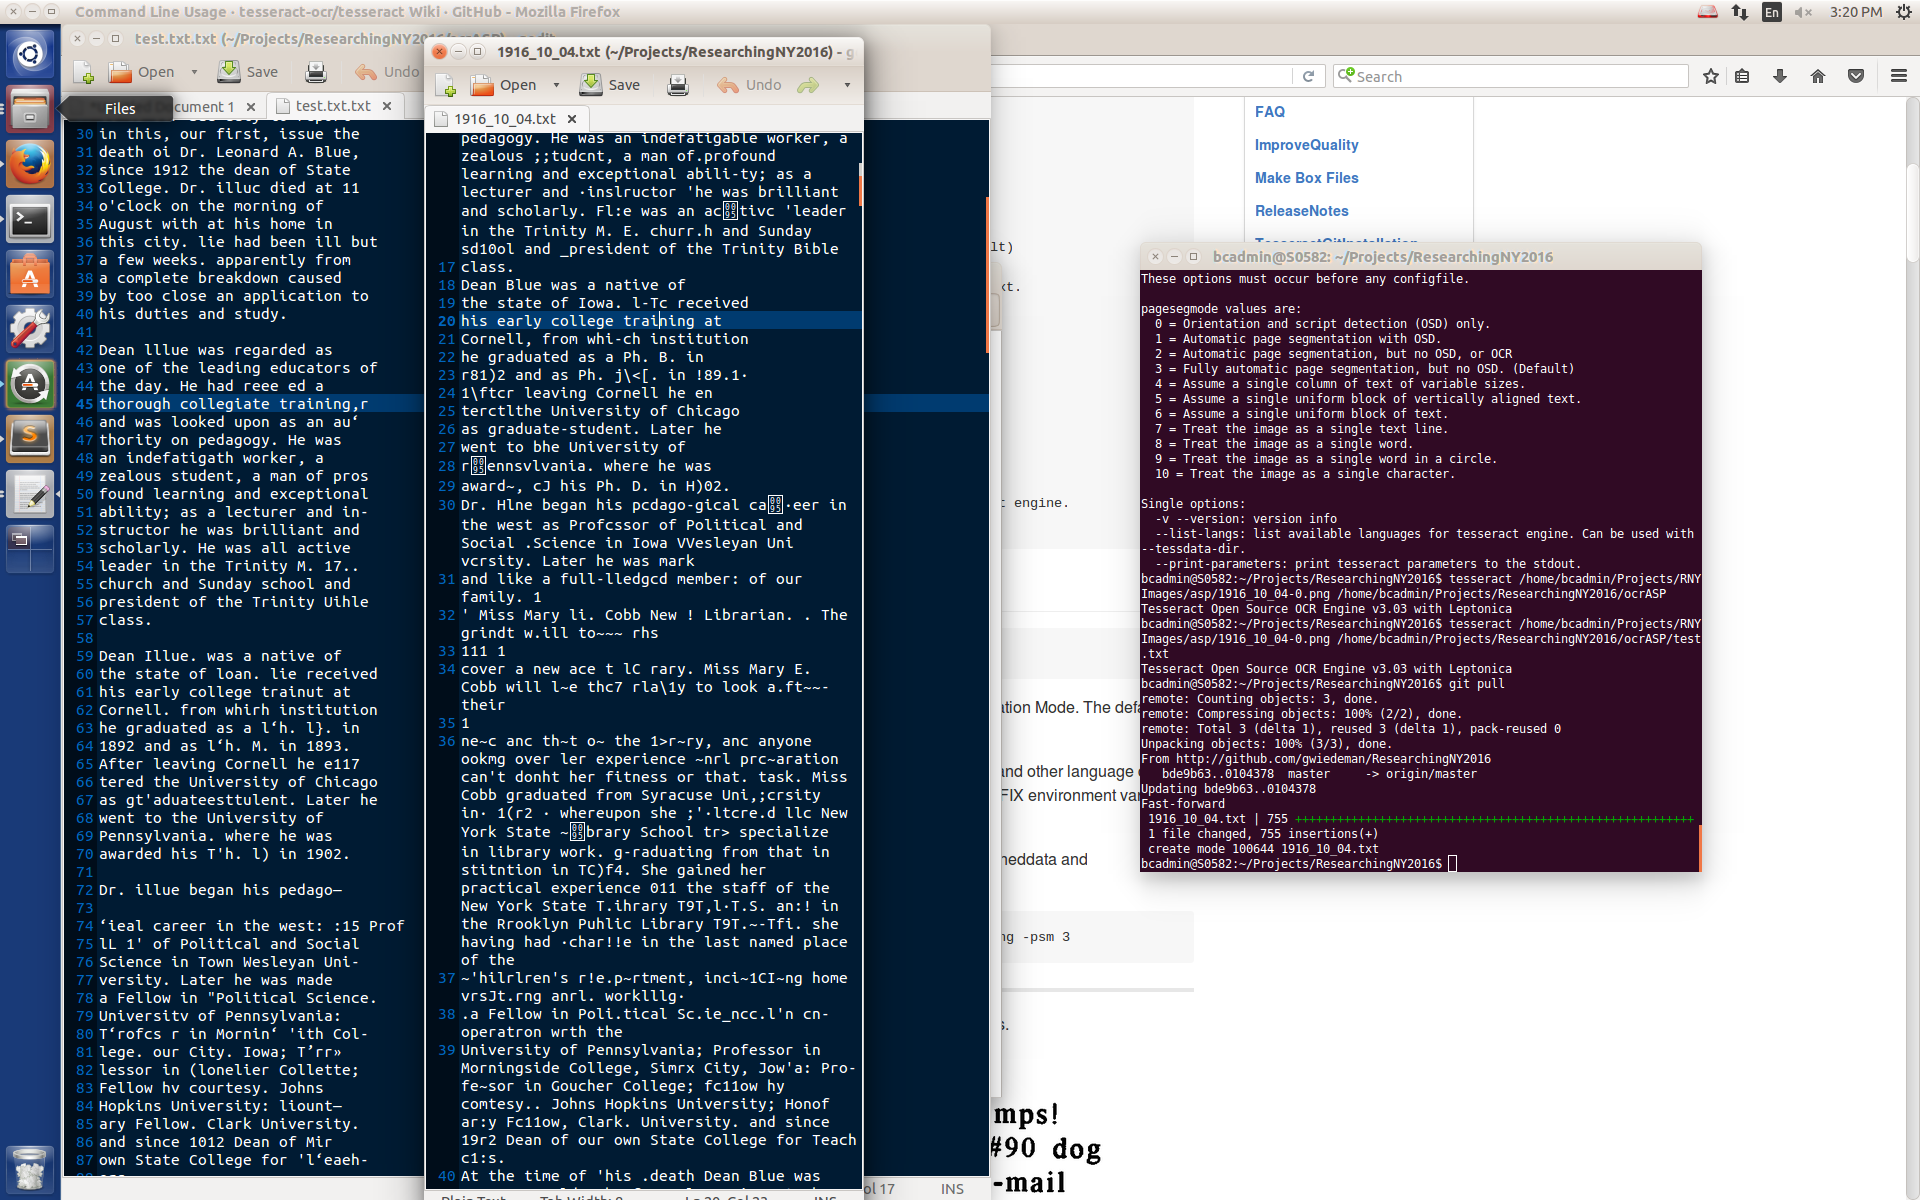 Command Line Usage · tesseract-ocr/tesseract Wiki · GitHub - Mozilla Firefox
En
3:20 PM
test.txt.txt (~/Projects/ResearchingNY20
Open
Save
Undo
Files
ocument 1
test.txt.txt
30 in this, our first, issue the
31 death oi Dr. Leonard A. Blue,
32 since 1912 the dean of State
33 College. Dr. illuc died at 11
34 o'clock on the morning of
35 August with at his home in
36 this city. lie had been ill but
37 a few weeks. apparently from
38 a complete breakdown caused
39 by too close an application to
40 his duties and study.
41
42 Dean lllue was regarded as
43 one of the leading educators of
44 the day. He had reee ed a
45 thorough collegiate training,r
46 and was looked upon as an au‘
47 thority on pedagogy. He was
48 an indefatigath worker, a
49 zealous student, a man of pros
50 found learning and exceptional
51 ability; as a lecturer and in-
52 structor he was brilliant and
53 scholarly. He was all active
54 leader in the Trinity M. 17..
55 church and Sunday school and
56 president of the Trinity Uihle
57 class.
58
59 Dean Illue. was a native of
60 the state of loan. lie received
61 his early college trainut at
62 Cornell. from whirh institution
63 he graduated as a l‘h. l}. in
64 1892 and as l‘h. M. in 1893.
65 After leaving Cornell he e117
66 tered the University of Chicago
67 as gt'aduateesttulent. Later he
68 went to the University of
69 Pennsylvania. where he was
70 awarded his T'h. l) in 1902.
71
72 Dr. illue began his pedago—
73
74 ‘ieal career in the west: :15 Prof
75 lL 1' of Political and Social
76 Science in Town Wesleyan Uni-
77 versity. Later he was made
78 a Fellow in "Political Science.
79 Universitv of Pennsylvania:
80 T‘rofcs r in Mornin‘ 'ith Col-
81 lege. our City. Iowa; T’rr»
82 lessor in (lonelier Collette;
83 Fellow hv courtesy. Johns
84 Hopkins University: liount—
85 ary Fellow. Clark University.
86 and since 1012 Dean of Mir
87 own State College for 'l‘eaeh-
1916_10_04.txt (~/Projects/ResearchingNY2016) - g
Open
Save
Undo
1916_10_04.txt
pedagogy. He was an indefatigable worker, a
zealous ;;tudcnt, a man of.profound
learning and exceptional abili-ty; as a
lecturer and ·inslructor 'he was brilliant
and scholarly. Fl:e was an ac tivc 'leader
in the Trinity M. E. churr.h and Sunday
sd10ol and _president of the Trinity Bible
17 class.
18 Dean Blue was a native of
19 the state of Iowa. l-Tc received
20 his early college training at
21 Cornell, from whi-ch institution
22 he graduated as a Ph. B. in
23 r81)2 and as Ph. j\<[. in !89.1·
24 1\ftcr leaving Cornell he en
25 terctlthe University of Chicago
26 as graduate-student. Later he
27 went to bhe University of
28 r ennsvlvania. where he was
29 award~, cJ his Ph. D. in H)02.
30 Dr. Hlne began his pcdago-gical ca ·eer in
the west as Profcssor of Political and
Social .Science in Iowa VVesleyan Uni
vcrsity. Later he was mark
31 and like a full-lledgcd member: of our
family. 1
32 ' Miss Mary li. Cobb New ! Librarian. . The
grindt w.ill to~~~ rhs
33 111 1
34 cover a new ace t lC rary. Miss Mary E.
Cobb will l~e thc7 rla\1y to look a.ft~~-
their
35 1
36 ne~c anc th~t o~ the 1>r~ry, anc anyone
ookmg over ler experience ~nrl prc~aration
can't donht her fitness or that. task. Miss
Cobb graduated from Syracuse Uni,;crsity
in· 1(r2 · whereupon she ;'·ltcre.d llc New
York State ~ brary School tr> specialize
in library work. g-raduating from that in
stitntion in TC)f4. She gained her
practical experience 011 the staff of the
New York State T.ihrary T9T,l·T.S. an:! in
the Rrooklyn Public Library T9T.~-Tfi. she
having had ·char!!e in the last named place
of the
37 ~'hilrlren's r!e.p~rtment, inci~1CI~ng home
vrsJt.rng anrl. worklllg·
38 .a Fellow in Poli.tical Sc.ie_ncc.l'n cn-
operatron wrth the
39 University of Pennsylvania; Professor in
Morningside College, Simrx City, Jow'a: Pro-
fe~sor in Goucher College; fc11ow hy
comtesy.. Johns Hopkins University; Honof
ar:y Fc11ow, Clark. University. and since
19r2 Dean of our own State College for Teach
c1:s.
40 At the time of 'his .death Dean Blue was
ol 17
INS
Search
FAQ
ImproveQuality
Make Box Files
ReleaseNotes
lt)
xt.
engine.
ation Mode. The defa
and other language
FIX environment var
neddata and
ng -psm 3
s.
mps!
#90 dog
-mail
bcadmin@S0582: ~/Projects/ResearchingNY2016
These options must occur before any configfile.
pagesegmode values are:
0 = Orientation and script detection (OSD) only.
1 = Automatic page segmentation with OSD.
2 = Automatic page segmentation, but no OSD, or OCR
3 = Fully automatic page segmentation, but no OSD. (Default)
4 = Assume a single column of text of variable sizes.
5 = Assume a single uniform block of vertically aligned text.
6 = Assume a single uniform block of text.
7 = Treat the image as a single text line.
8 = Treat the image as a single word.
9 = Treat the image as a single word in a circle.
10 = Treat the image as a single character.
Single options:
-v --version: version info
--list-langs: list available languages for tesseract engine. Can be used with
--tessdata-dir.
--print-parameters: print tesseract parameters to the stdout.
bcadmin@S0582:~/Projects/ResearchingNY2016$ tesseract /home/bcadmin/Projects/RNY
Images/asp/1916_10_04-0.png /home/bcadmin/Projects/ResearchingNY2016/ocrASP
Tesseract Open Source OCR Engine v3.03 with Leptonica
bcadmin@S0582:~/Projects/ResearchingNY2016$ tesseract /home/bcadmin/Projects/RNY
Images/asp/1916_10_04-0.png /home/bcadmin/Projects/ResearchingNY2016/ocrASP/test
.txt
Tesseract Open Source OCR Engine v3.03 with Leptonica
bcadmin@S0582:~/Projects/ResearchingNY2016$ git pull
remote: Counting objects: 3, done.
remote: Compressing objects: 100% (2/2), done.
remote: Total 3 (delta 1), reused 3 (delta 1), pack-reused 0
Unpacking objects: 100% (3/3), done.
From http://github.com/gwiedeman/ResearchingNY2016
bde9b63..0104378 master -> origin/master
Updating bde9b63..0104378
Fast-forward
1916_10_04.txt | 755 +++++++++++++++++++++++++++++++++++++++++++++++++++++++++
1 file changed, 755 insertions(+)
create mode 100644 1916_10_04.txt
bcadmin@S0582:~/Projects/ResearchingNY2016$